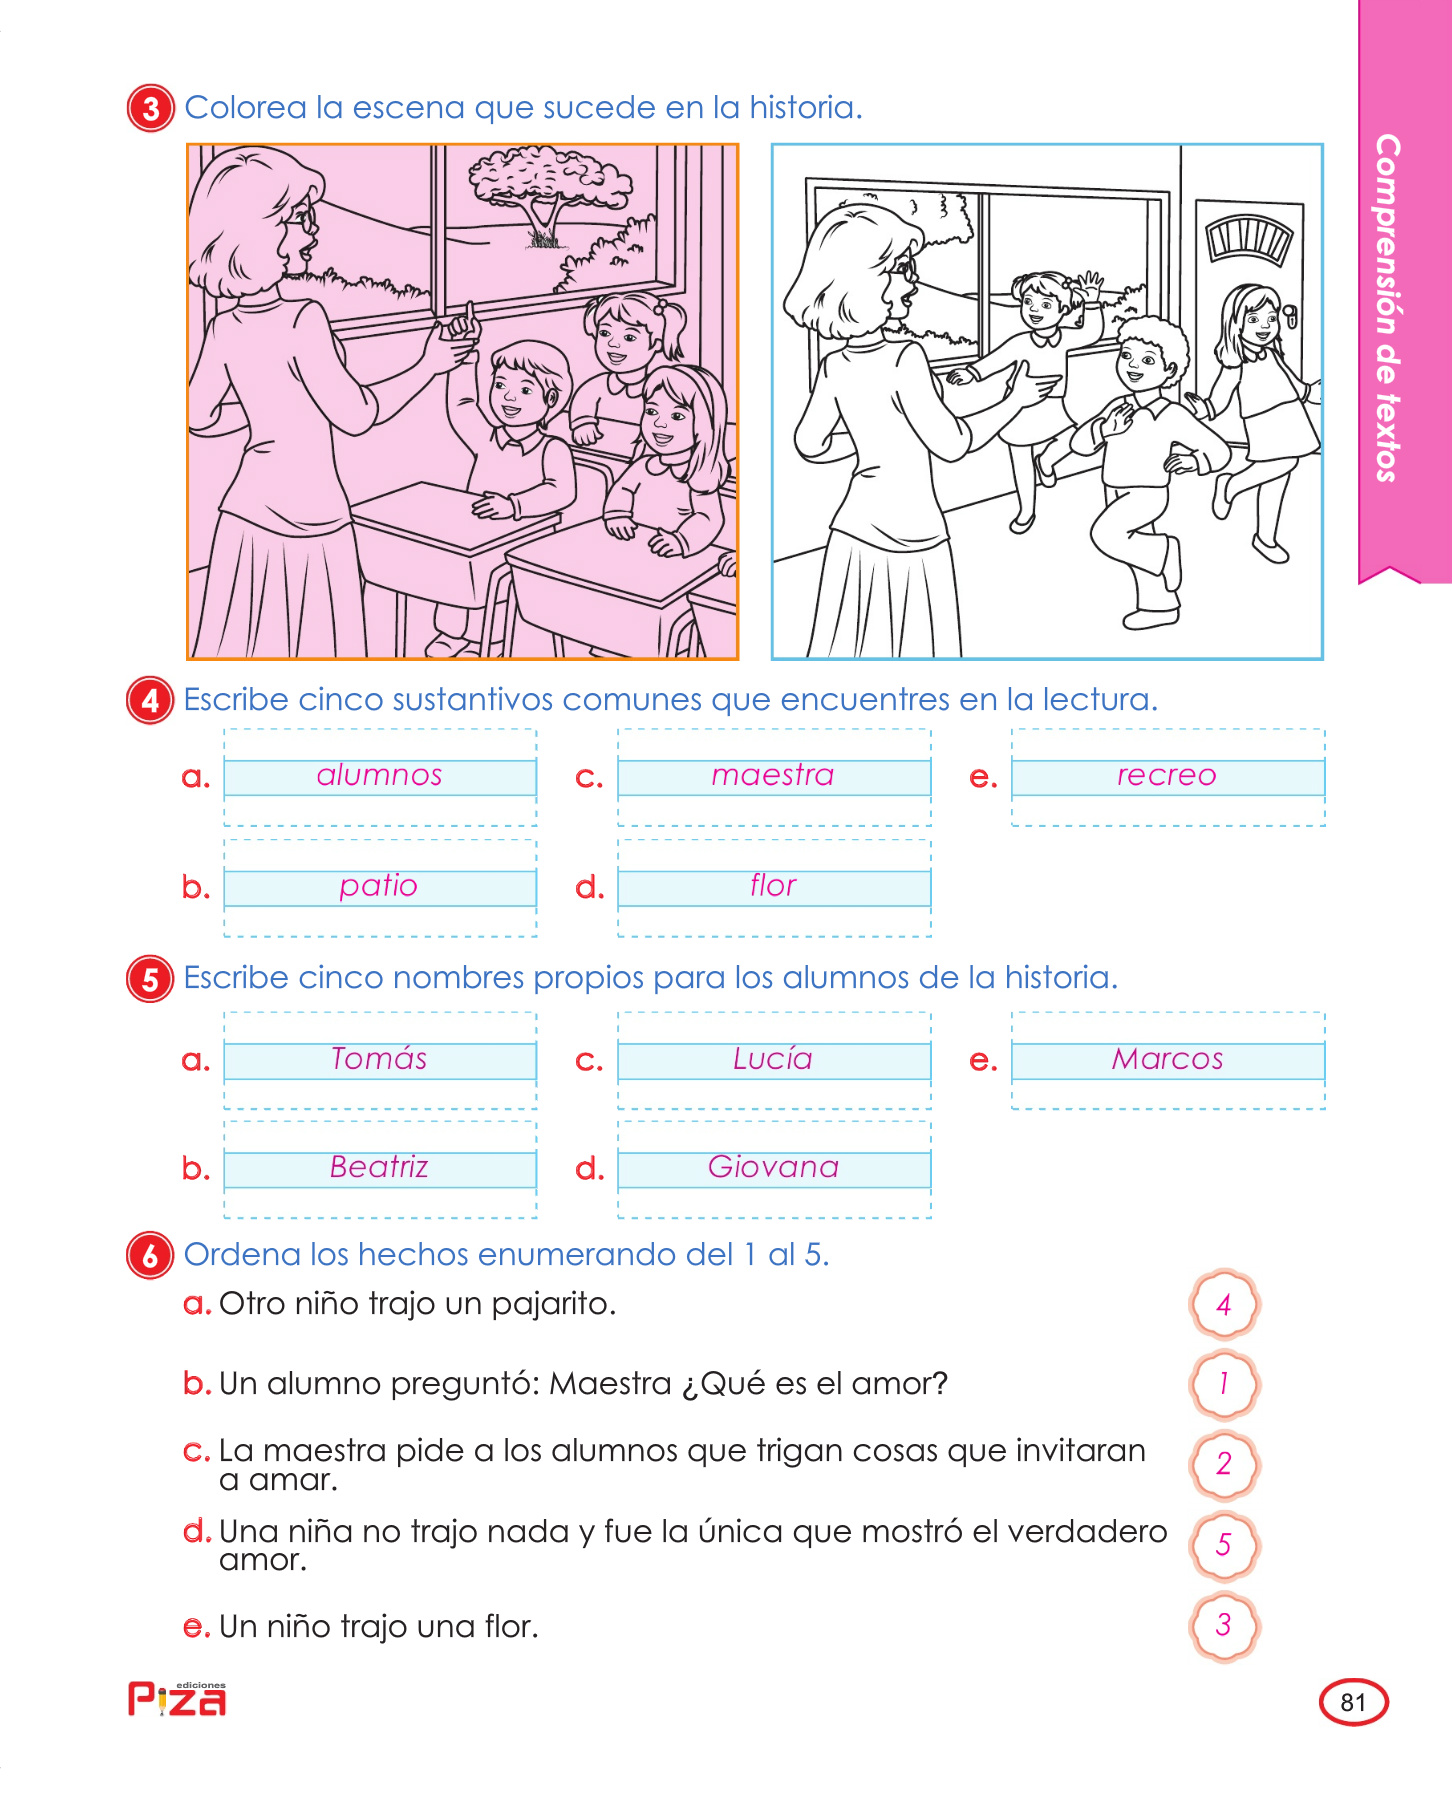 3 Colorea la escena que sucede en la historia.
Comprensión de textos
4 Escribe cinco sustantivos comunes que encuentres en la lectura.
a. alumnos c. maestra e. recreo
b. patio d. flor
5 Escribe cinco nombres propios para los alumnos de la historia.
a. Tomás c. Lucía e. Marcos
b. Beatriz d. Giovana
6 Ordena los hechos enumerando del 1 al 5.
a. Otro niño trajo un pajarito. 4
b. Un alumno preguntó: Maestra ¿Qué es el amor? 1
c. La maestra pide a los alumnos que trigan cosas que invitaran
a amar. 2
d. Una niña no trajo nada y fue la única que mostró el verdadero
amor. 5
e. Un niño trajo una flor. 3
ediciones
Piza
81